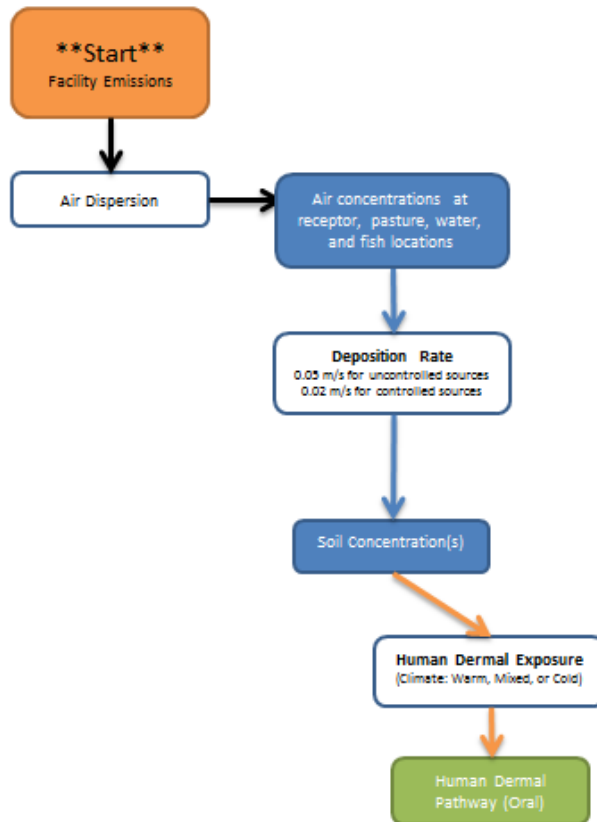 **Start**
Facility Emissions
Air Dispersion
Air concentrations at
receptor, pasture, water,
and fish locations
Deposition Rate
0.05 m/s for uncontrolled sources
0.02 m/s for controlled sources
Soil Concentration(s)
Human Dermal Exposure
(Climate: Warm, Mixed, or Cold)
Human Dermal
Pathway (Oral)